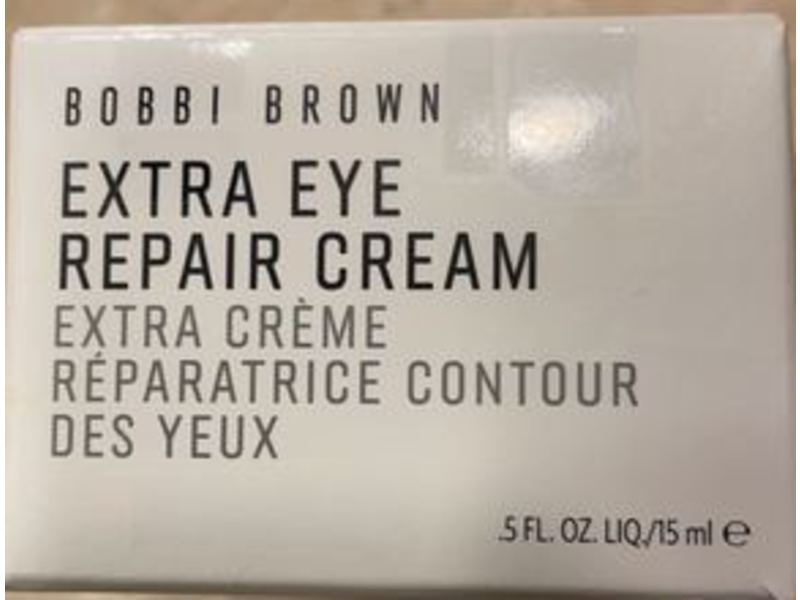 BOBBI BROWN
EXTRA EYE
REPAIR CREAM
EXTRA CRÈME
RÉPARATRICE CONTOUR
DES YEUX
.5 FL. OZ. LIQ./15 ml ℮